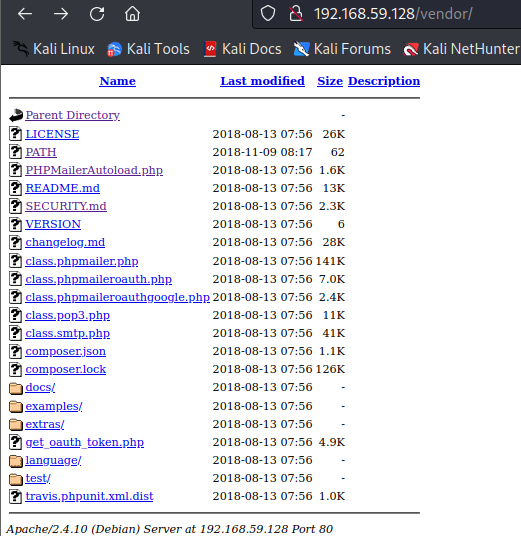 192.168.59.128/vendor/
Kali Linux Kali Tools Kali Docs Kali Forums Kali NetHunter
Name Last modified Size Description
Parent Directory -
LICENSE 2018-08-13 07:56 26K
PATH 2018-11-09 08:17 62
PHPMailerAutoload.php 2018-08-13 07:56 1.6K
README.md 2018-08-13 07:56 13K
SECURITY.md 2018-08-13 07:56 2.3K
VERSION 2018-08-13 07:56 6
changelog.md 2018-08-13 07:56 28K
class.phpmailer.php 2018-08-13 07:56 141K
class.phpmaileroauth.php 2018-08-13 07:56 7.0K
class.phpmaileroauthgoogle.php 2018-08-13 07:56 2.4K
class.pop3.php 2018-08-13 07:56 11K
class.smtp.php 2018-08-13 07:56 41K
composer.json 2018-08-13 07:56 1.1K
composer.lock 2018-08-13 07:56 126K
docs/ 2018-08-13 07:56 -
examples/ 2018-08-13 07:56 -
extras/ 2018-08-13 07:56 -
get_oauth_token.php 2018-08-13 07:56 4.9K
language/ 2018-08-13 07:56 -
test/ 2018-08-13 07:56 -
travis.phpunit.xml.dist 2018-08-13 07:56 1.0K
Apache/2.4.10 (Debian) Server at 192.168.59.128 Port 80